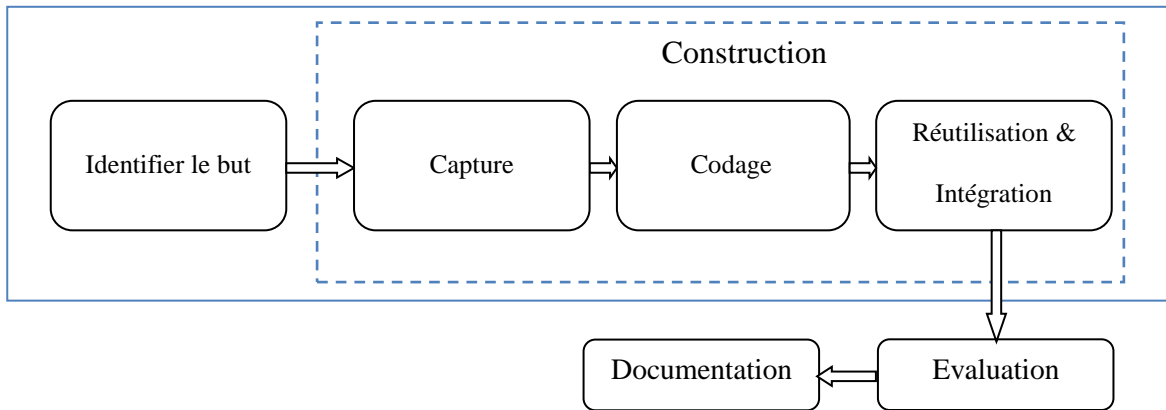 Construction
Identifier le but
Capture
Codage
Réutilisation &
Intégration
Documentation
Evaluation